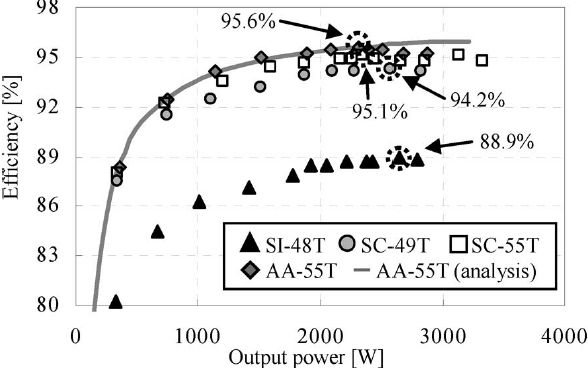 98
95
92
89
86
83
80
Efficiency [%]
95.6%
95.1%
94.2%
88.9%
SI-48T SC-49T SC-55T
AA-55T AA-55T (analysis)
0 1000 2000 3000 4000
Output power [W]